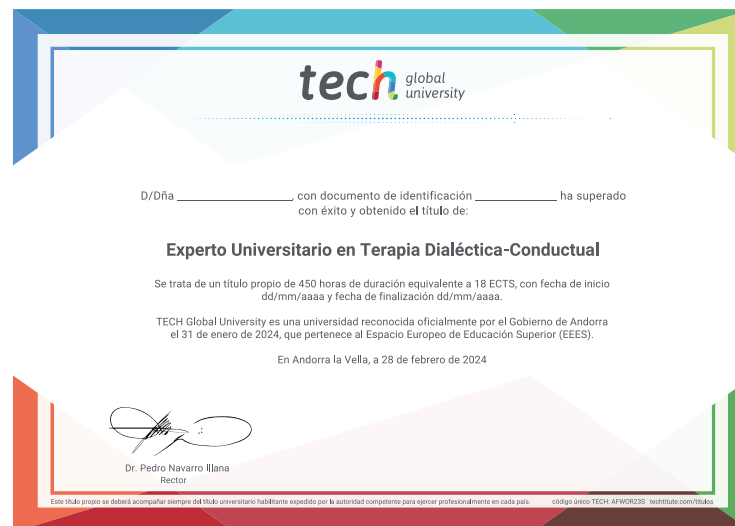 tech global university
D/Dña ____________________, con documento de identificación ______________ ha superado
con éxito y obtenido el título de:
Experto Universitario en Terapia Dialéctica-Conductual
Se trata de un título propio de 450 horas de duración equivalente a 18 ECTS, con fecha de inicio
dd/mm/aaaa y fecha de finalización dd/mm/aaaa.
TECH Global University es una universidad reconocida oficialmente por el Gobierno de Andorra
el 31 de enero de 2024, que pertenece al Espacio Europeo de Educación Superior (EEES).
En Andorra la Vella, a 28 de febrero de 2024
Dr. Pedro Navarro Illana
Rector
Este título propio se deberá acompañar siempre del título universitario habilitante expedido por la autoridad competente para ejercer profesionalmente en cada país. código único TECH: AFWOR23S techtitute.com/titulos